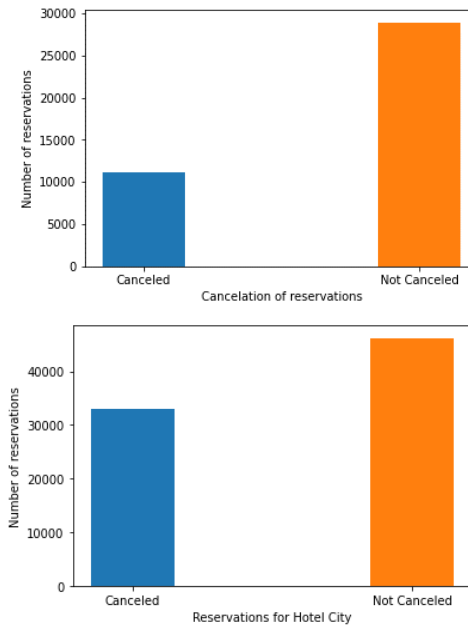 30000
25000
20000
15000
10000
5000
0
Number of reservations
Canceled Not Canceled
Cancelation of reservations
40000
30000
20000
10000
0
Number of reservations
Canceled Not Canceled
Reservations for Hotel City